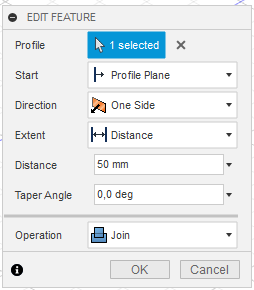 EDIT FEATURE
Profile 1 selected
Start Profile Plane
Direction One Side
Extent Distance
Distance 50 mm
Taper Angle 0,0 deg
Operation Join
OK Cancel